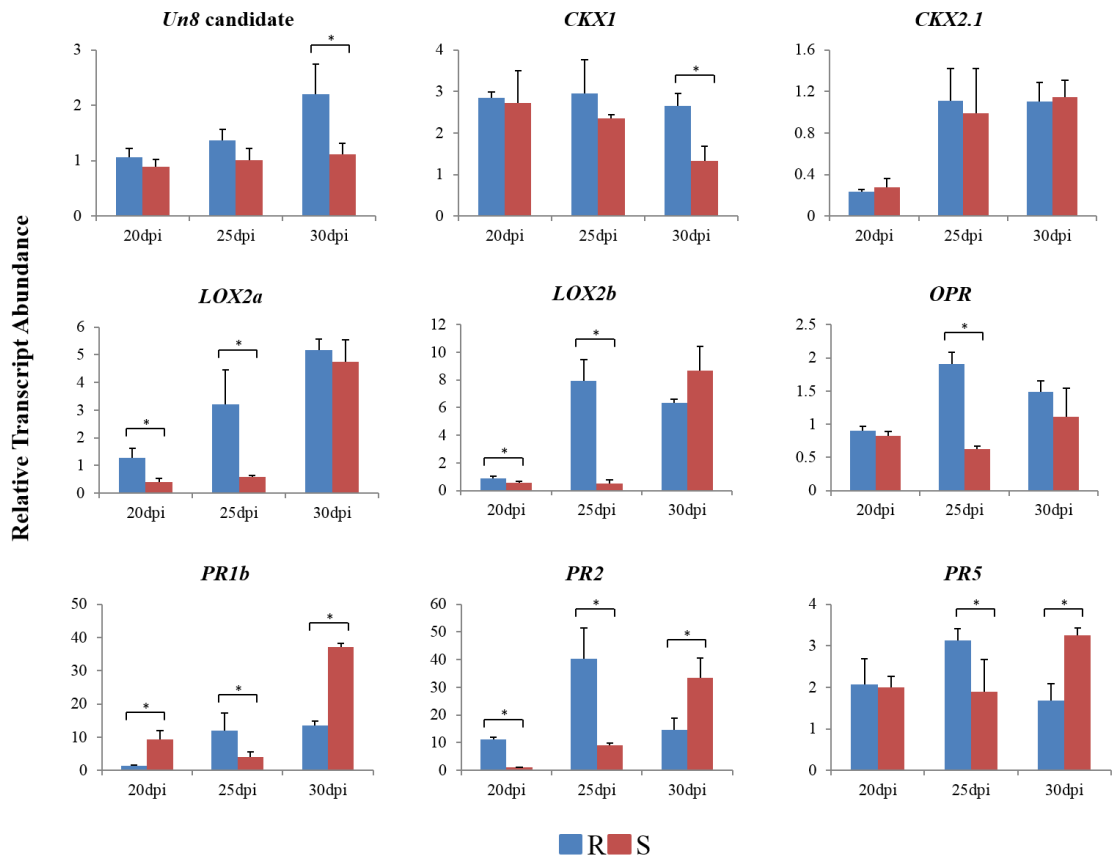 Relative Transcript Abundance
Un8 candidate
3
2
1
0
*
20dpi 25dpi 30dpi
CKX1
4
3
2
1
0
*
20dpi 25dpi 30dpi
CKX2.1
1.6
1.2
0.8
0.4
0
20dpi 25dpi 30dpi
LOX2a
6
5
4
3
2
1
0
* *
20dpi 25dpi 30dpi
LOX2b
12
10
8
6
4
2
0
* *
20dpi 25dpi 30dpi
OPR
2.5
2
1.5
1
0.5
0
*
20dpi 25dpi 30dpi
PR1b
50
40
30
20
10
0
* * *
20dpi 25dpi 30dpi
PR2
60
50
40
30
20
10
0
* * *
20dpi 25dpi 30dpi
PR5
4
3
2
1
0
* *
20dpi 25dpi 30dpi
R S